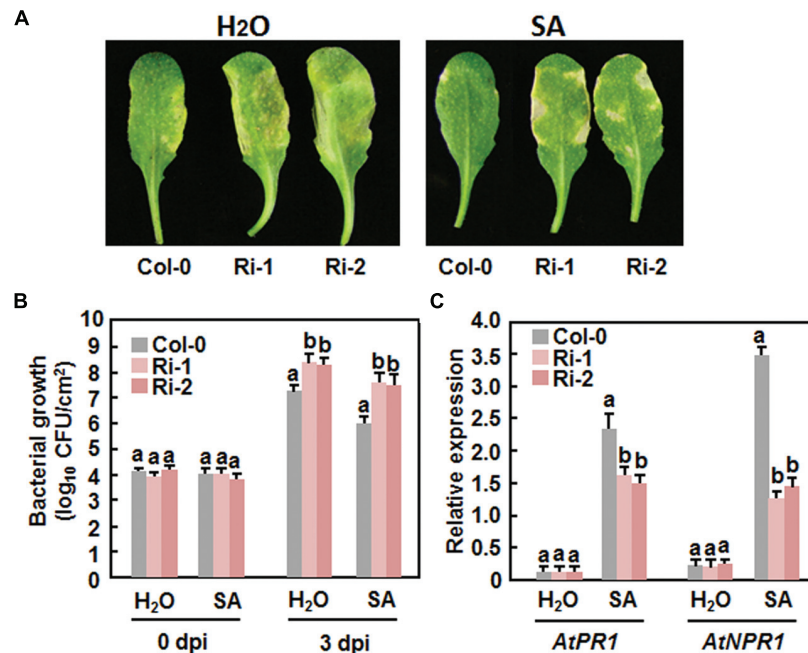 A
H₂O
SA
Col-0
Ri-1
Ri-2
Col-0
Ri-1
Ri-2
B
Bacterial growth
(log₁₀ CFU/cm²)
10
9
8
7
6
5
4
3
2
1
0
Col-0
Ri-1
Ri-2
a a a
a a a
a b b
a b b
H₂O
SA
H₂O
SA
0 dpi
3 dpi
C
Relative expression
4.0
3.5
3.0
2.5
2.0
1.5
1.0
0.5
0
Col-0
Ri-1
Ri-2
a a a
a b b
a a a
a b b
H₂O
SA
H₂O
SA
AtPR1
AtNPR1